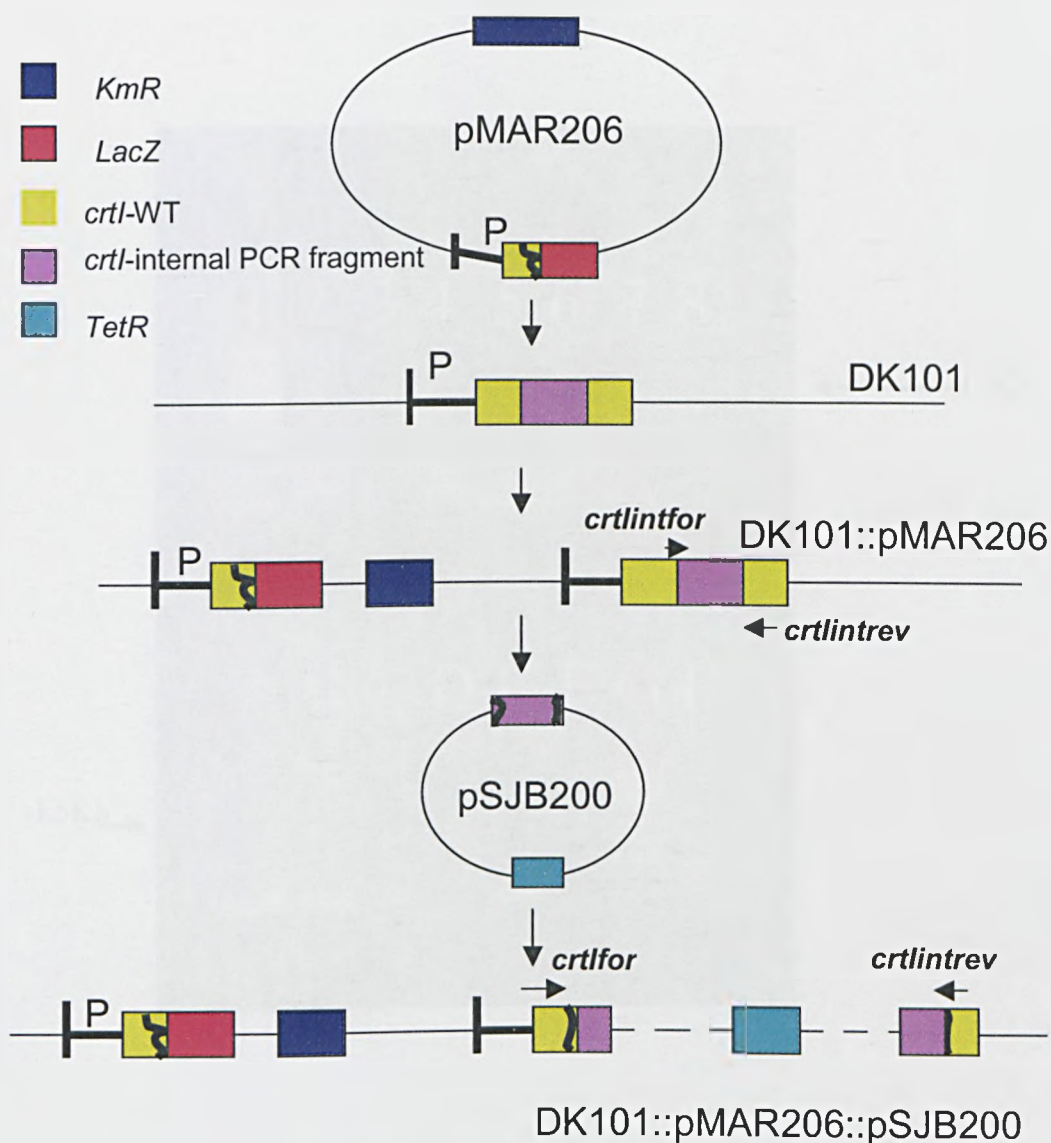 KmR
LacZ
crtI-WT
crtI-internal PCR fragment
TetR
pMAR206
P
P
DK101
crtIintfor
DK101::pMAR206
P
crtIintrev
pSJB200
crtIfor
crtIintrev
P
DK101::pMAR206::pSJB200